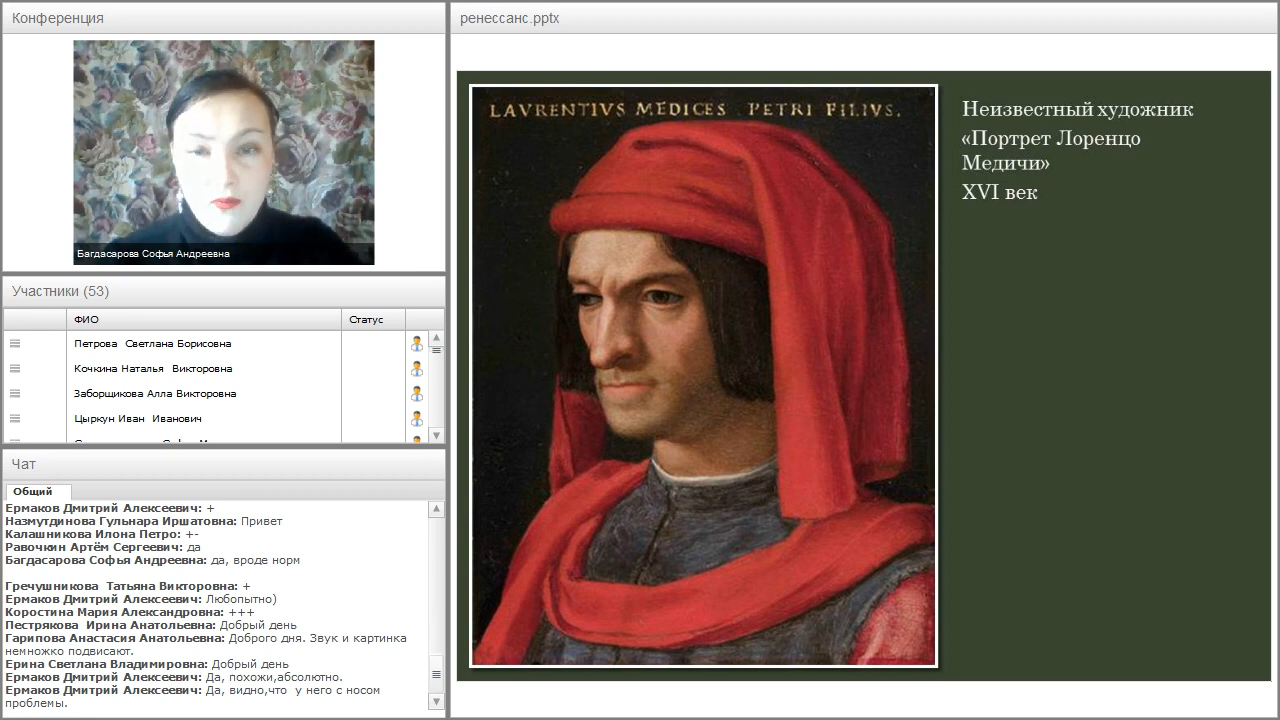 Конференция
Багдасарова Софья Андреевна
Участники (53)
ФИО Статус
Петрова Светлана Борисовна
Кочкина Наталья Викторовна
Заборщикова Алла Викторовна
Цыркун Иван Иванович
Чат
Общий
Ермаков Дмитрий Алексеевич: +
Назмутдинова Гульнара Иршатовна: Привет
Калашникова Илона Петро: +-
Равочкин Артём Сергеевич: да
Багдасарова Софья Андреевна: да, вроде норм
Гречушникова Татьяна Викторовна: +
Ермаков Дмитрий Алексеевич: Любопытно)
Коростина Мария Александровна: +++
Пестрякова Ирина Анатольевна: Добрый день
Гарипова Анастасия Анатольевна: Доброго дня. Звук и картинка
немножко подвисают.
Ерина Светлана Владимировна: Добрый день
Ермаков Дмитрий Алексеевич: Да, похожи,абсолютно.
Ермаков Дмитрий Алексеевич: Да, видно,что у него с носом
проблемы.
ренессанс.pptx
LAVRENTIVS MEDICES PETRI FILIVS.
Неизвестный художник
«Портрет Лоренцо
Медичи»
XVI век